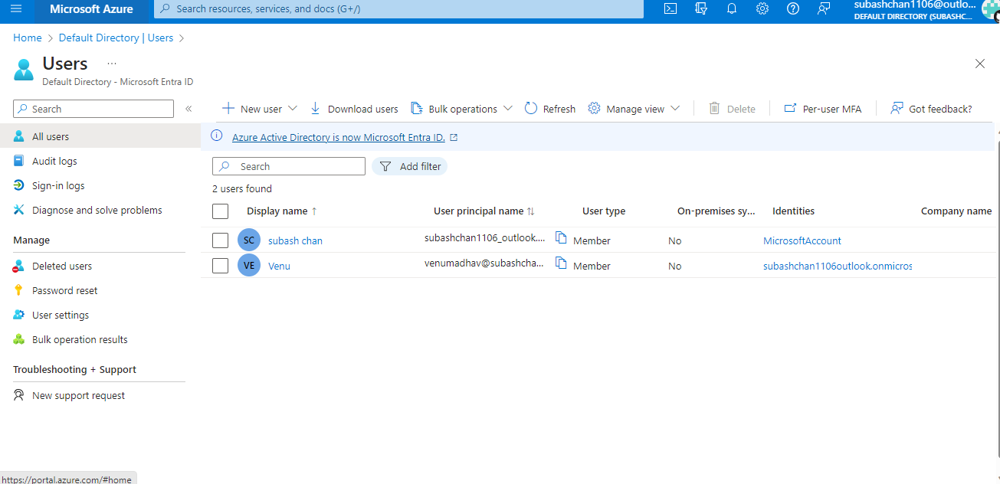 Microsoft Azure
Search resources, services, and docs (G+/)
subashchan1106@outlo...
DEFAULT DIRECTORY (SUBASHC...
Home > Default Directory | Users >
Users ...
Default Directory - Microsoft Entra ID
Search
«
New user
Download users
Bulk operations
Refresh
Manage view
Delete
Per-user MFA
Got feedback?
All users
Audit logs
Sign-in logs
Diagnose and solve problems
Manage
Deleted users
Password reset
User settings
Bulk operation results
Troubleshooting + Support
New support request
Azure Active Directory is now Microsoft Entra ID.
Search
Add filter
2 users found
Display name ↑ User principal name ↑↓ User type On-premises sy... Identities Company name
SC subash chan subashchan1106_outlook.... Member No MicrosoftAccount
VE Venu venumadhav@subashcha... Member No subashchan1106outlook.onmicros
https://portal.azure.com/#home